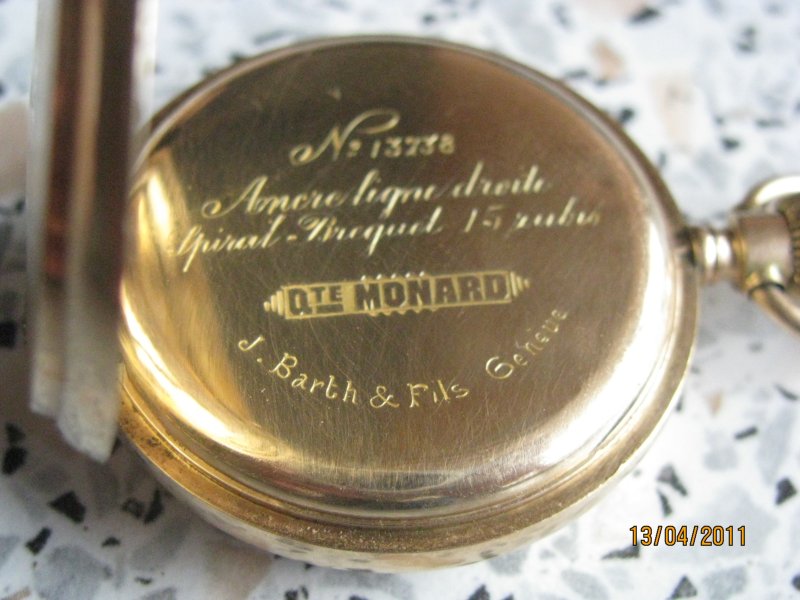 No 13738
Ancre ligne droite
Spiral-Breguet 15 rubis
QTE MONARD
J. Barth & Fils Genève
13/04/2011